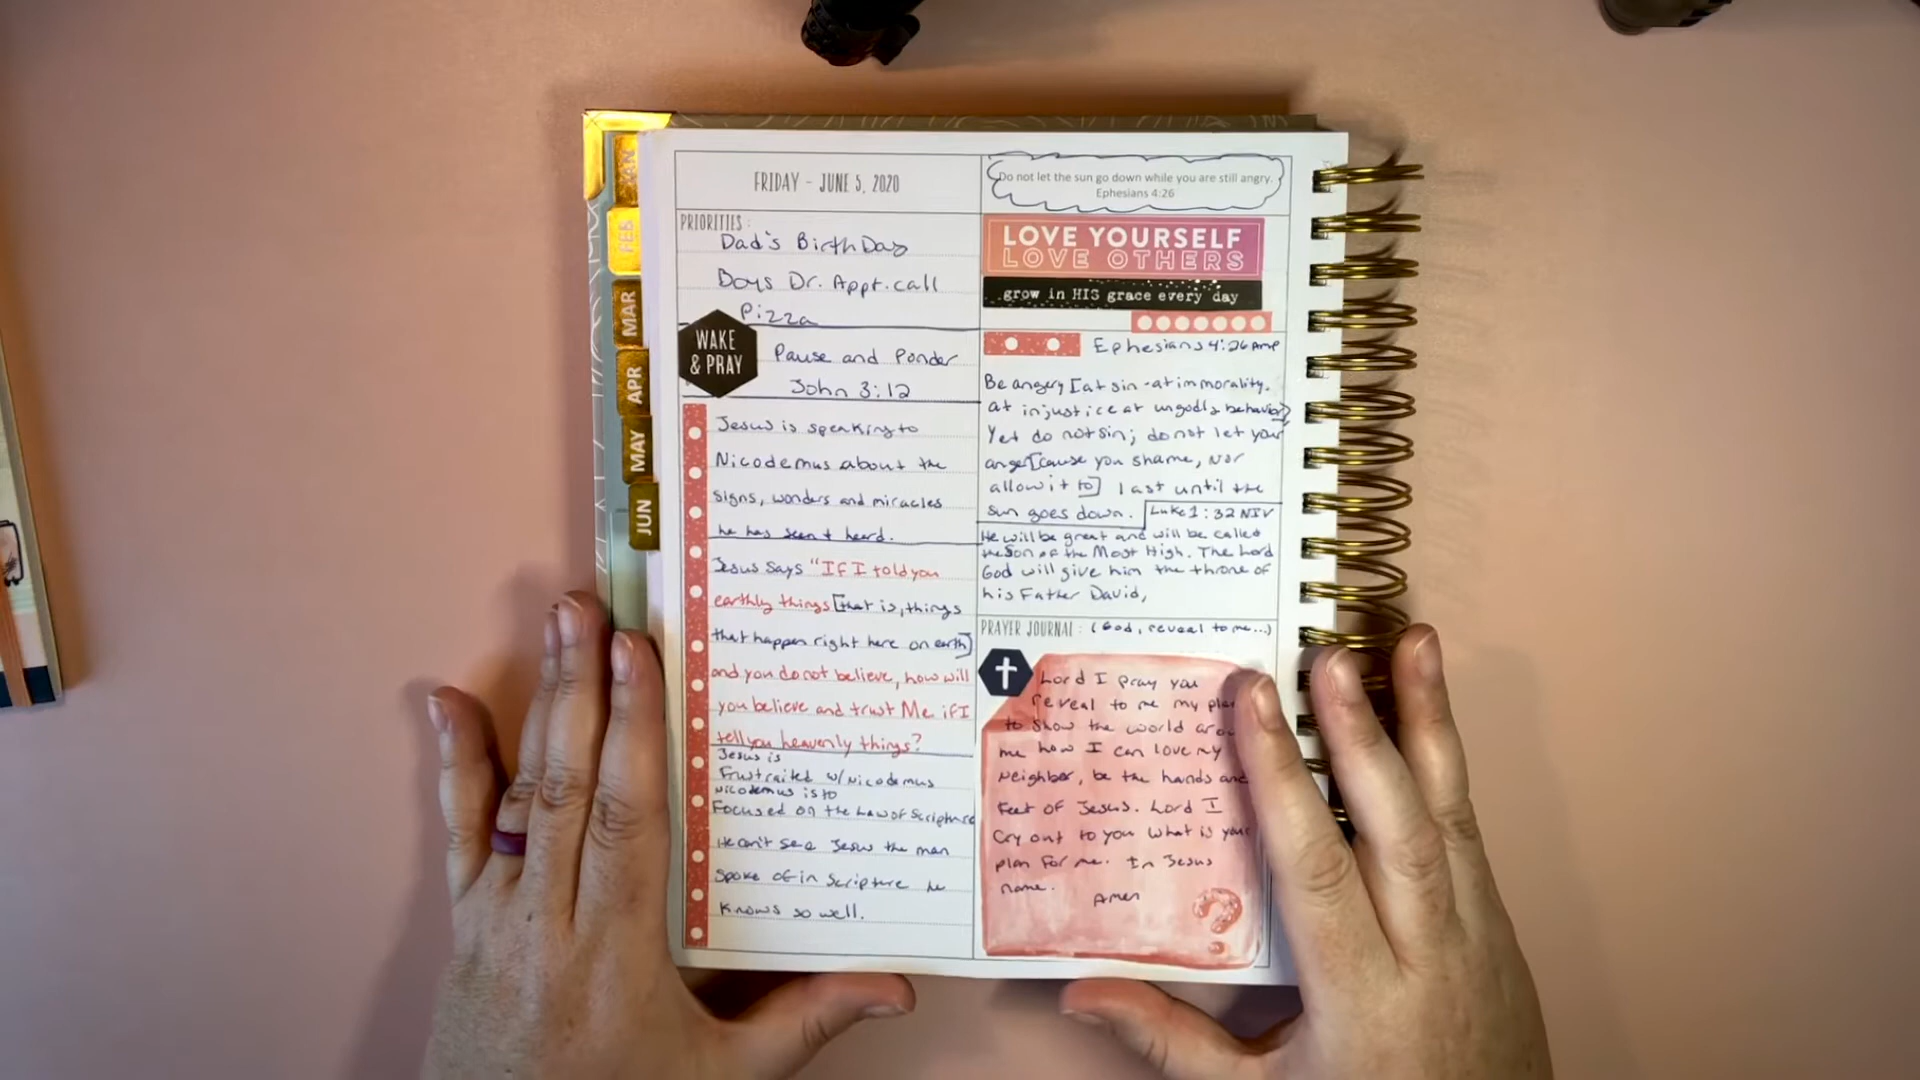 JAN
FEB
MAR
APR
MAY
JUN
FRIDAY - JUNE 5, 2020
PRIORITIES:
Dad's BirthDay
Boys Dr. Appt. call
Pizza
WAKE
& PRAY
Pause and Ponder
John 3:12
Jesus is speaking to
Nicodemus about the
signs, wonders and miracles
he has seen & heard.
Jesus says "If I told you
earthly things [that is, things
that happen right here on earth]
and you do not believe, how will
you believe and trust Me if I
tell you heavenly things?
Jesus is
Frustraited w/ Nicodemus
Nicodemus is to
Focused on the Law of Scripture
He can't see Jesus the man
Spoke of in Scripture he
knows so well.
Do not let the sun go down while you are still angry.
Ephesians 4:26
LOVE YOURSELF
LOVE OTHERS
grow in HIS grace every day
Ephesians 4:26 AMP
Be angery [at sin - at immorality,
at injustice at ungodly behavior]
Yet do not sin; do not let your
anger [cause you shame, nor
allow it to] last until the
sun goes down.
Luke 1:32 NIV
He will be great and will be called
the Son of the Most High. The Lord
God will give him the throne of
his Father David,
PRAYER JOURNAL: (God, reveal to me...)
Lord I pray you
reveal to me my
to show the world
me how I can love my
Neighbor, be the hands and
Feet of Jesus. Lord I
Cry out to you what is your
plan for me. In Jesus
name.
Amen
?